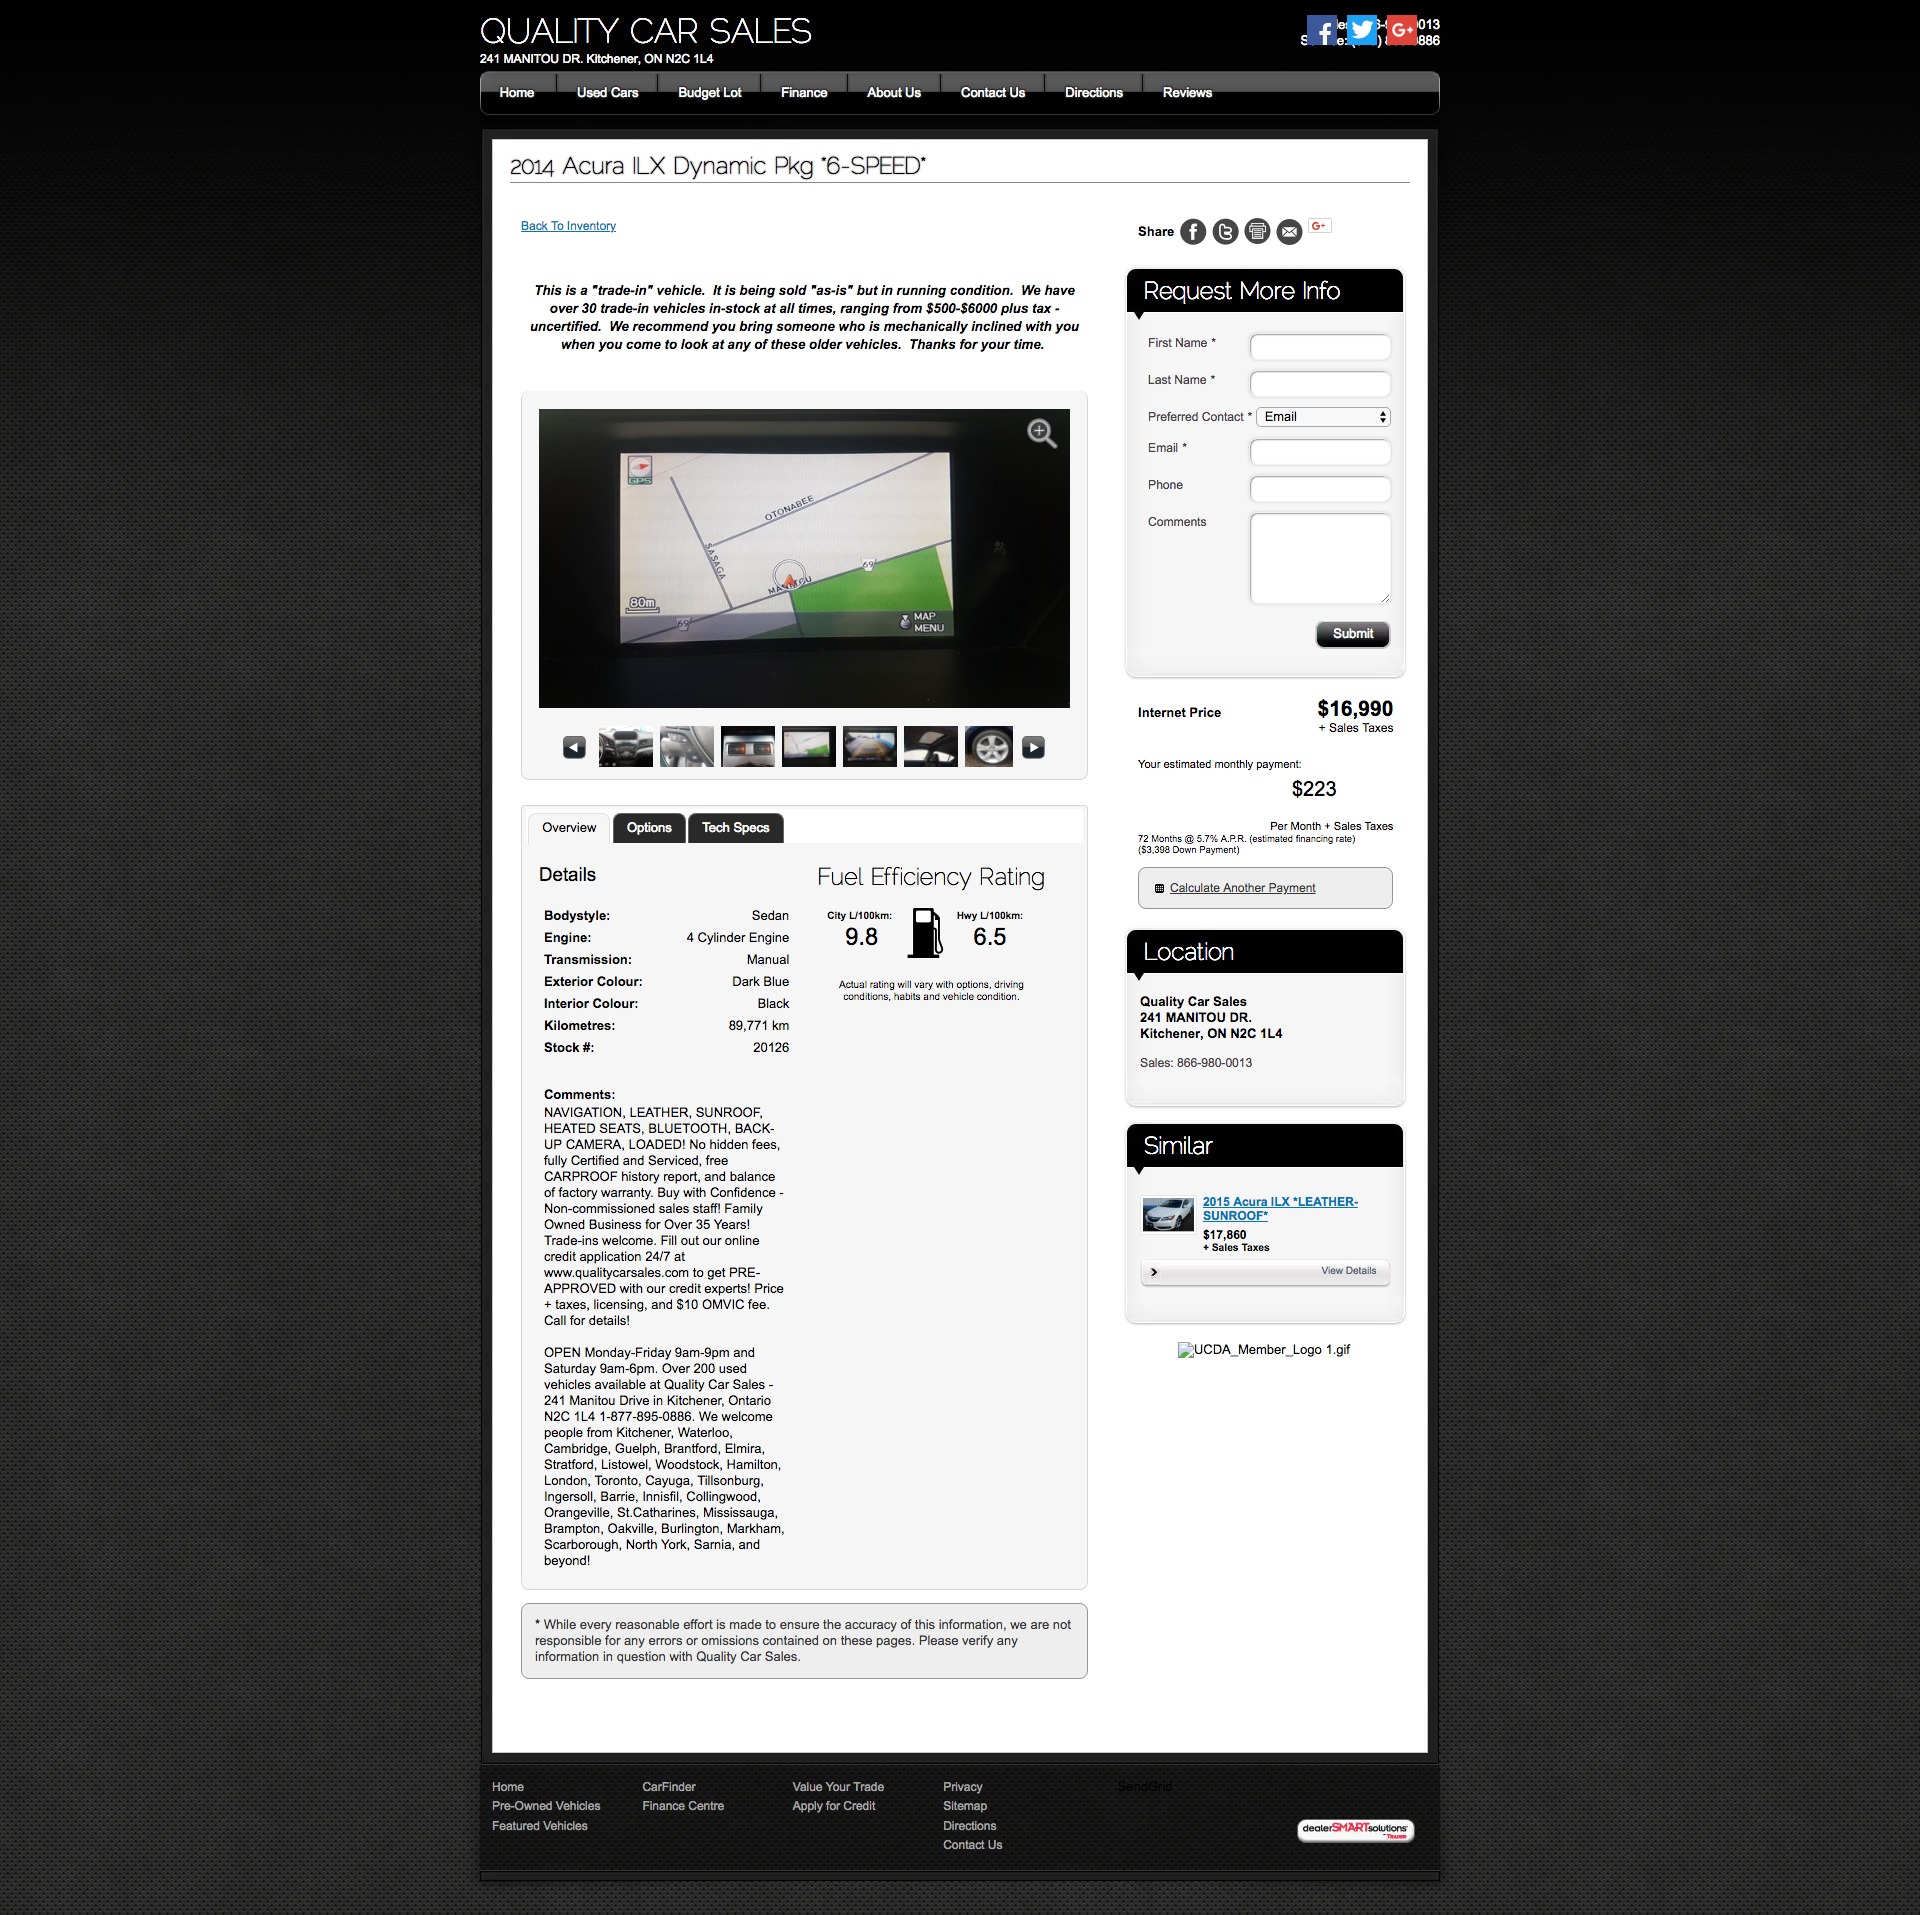 QUALITY CAR SALES
241 MANITOU DR. Kitchener, ON N2C 1L4
0013
886
Home
Used Cars
Budget Lot
Finance
About Us
Contact Us
Directions
Reviews
2014 Acura ILX Dynamic Pkg *6-SPEED*
Back To Inventory
Share
This is a "trade-in" vehicle. It is being sold "as-is" but in running condition. We have
over 30 trade-in vehicles in-stock at all times, ranging from $500-$6000 plus tax -
uncertified. We recommend you bring someone who is mechanically inclined with you
when you come to look at any of these older vehicles. Thanks for your time.
GPS
OTONABEE
SASAGA
MANITOU
69
80m
69
MAP
MENU
Overview
Options
Tech Specs
Details
Bodystyle: Sedan
Engine: 4 Cylinder Engine
Transmission: Manual
Exterior Colour: Dark Blue
Interior Colour: Black
Kilometres: 89,771 km
Stock #: 20126
Fuel Efficiency Rating
City L/100km: Hwy L/100km:
9.8 6.5
Actual rating will vary with options, driving
conditions, habits and vehicle condition.
Comments:
NAVIGATION, LEATHER, SUNROOF,
HEATED SEATS, BLUETOOTH, BACK-
UP CAMERA, LOADED! No hidden fees,
fully Certified and Serviced, free
CARPROOF history report, and balance
of factory warranty. Buy with Confidence -
Non-commissioned sales staff! Family
Owned Business for Over 35 Years!
Trade-ins welcome. Fill out our online
credit application 24/7 at
www.qualitycarsales.com to get PRE-
APPROVED with our credit experts! Price
+ taxes, licensing, and $10 OMVIC fee.
Call for details!
OPEN Monday-Friday 9am-9pm and
Saturday 9am-6pm. Over 200 used
vehicles available at Quality Car Sales -
241 Manitou Drive in Kitchener, Ontario
N2C 1L4 1-877-895-0886. We welcome
people from Kitchener, Waterloo,
Cambridge, Guelph, Brantford, Elmira,
Stratford, Listowel, Woodstock, Hamilton,
London, Toronto, Cayuga, Tillsonburg,
Ingersoll, Barrie, Innisfil, Collingwood,
Orangeville, St.Catharines, Mississauga,
Brampton, Oakville, Burlington, Markham,
Scarborough, North York, Sarnia, and
beyond!
* While every reasonable effort is made to ensure the accuracy of this information, we are not
responsible for any errors or omissions contained on these pages. Please verify any
information in question with Quality Car Sales.
Request More Info
First Name *
Last Name *
Preferred Contact * Email
Email *
Phone
Comments
Submit
Internet Price $16,990
+ Sales Taxes
Your estimated monthly payment:
$223
Per Month + Sales Taxes
72 Months @ 5.7% A.P.R. (estimated financing rate)
($3,398 Down Payment)
Calculate Another Payment
Location
Quality Car Sales
241 MANITOU DR.
Kitchener, ON N2C 1L4
Sales: 866-980-0013
Similar
2015 Acura ILX *LEATHER-
SUNROOF*
$17,860
+ Sales Taxes
View Details
UCDA_Member_Logo 1.gif
Home
Pre-Owned Vehicles
Featured Vehicles
CarFinder
Finance Centre
Value Your Trade
Apply for Credit
Privacy
Sitemap
Directions
Contact Us
SendGrid
dealerSMARTsolutions
TRADER